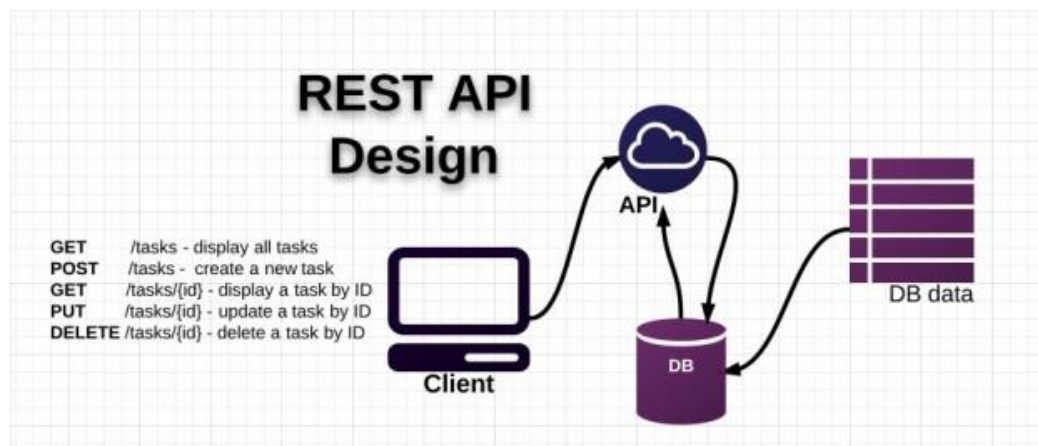 REST API
Design
GET /tasks - display all tasks
POST /tasks - create a new task
GET /tasks/{id} - display a task by ID
PUT /tasks/{id} - update a task by ID
DELETE /tasks/{id} - delete a task by ID
Client
API
DB
DB data